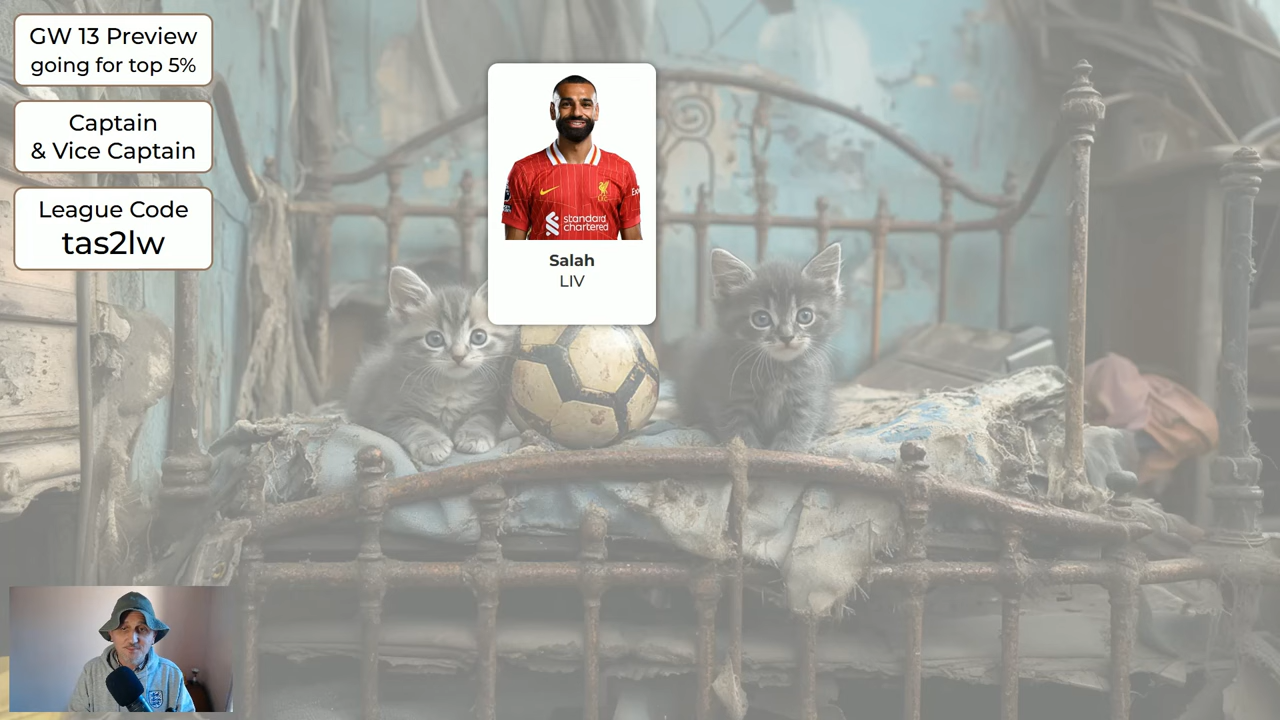 GW 13 Preview
going for top 5%
Captain
& Vice Captain
League Code
tas2lw
standard
chartered
Salah
LIV